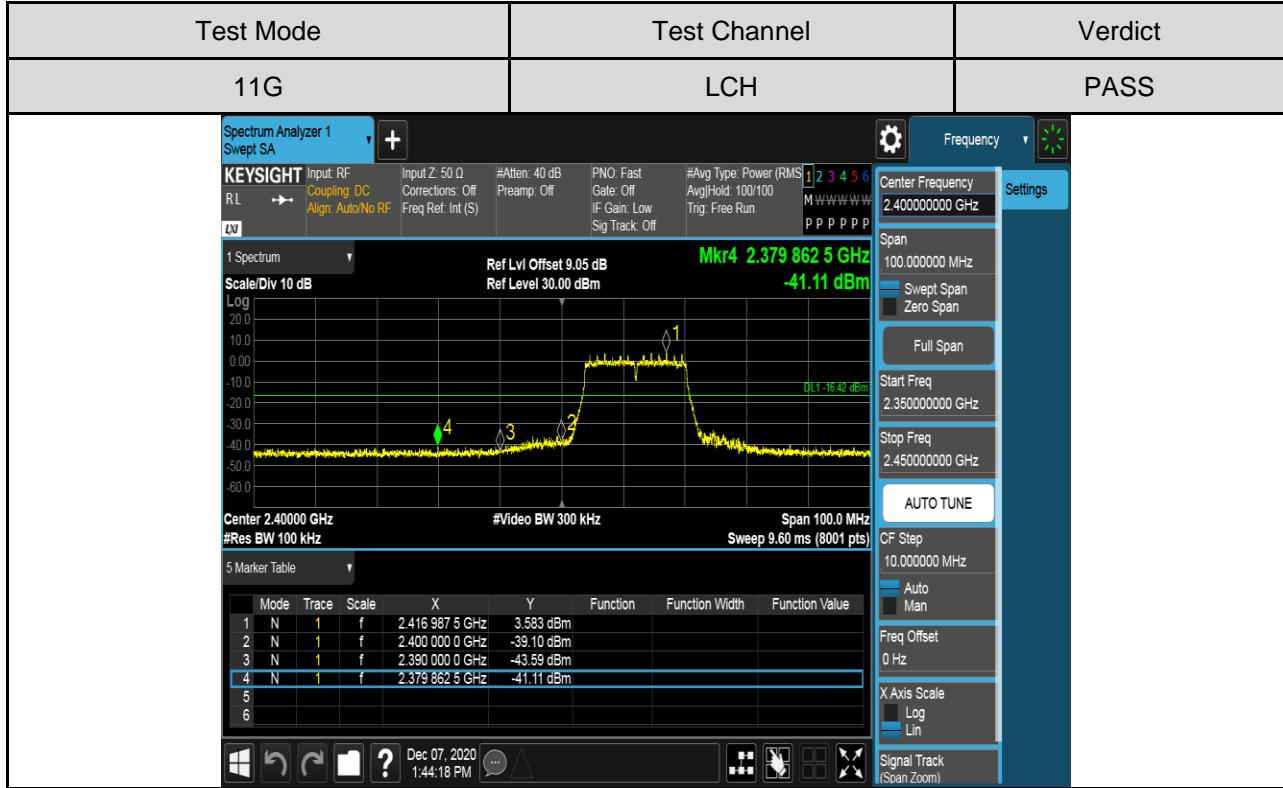 Test Mode Test Channel Verdict
11G LCH PASS
Spectrum Analyzer 1
Swept SA
Frequency
KEYSIGHT
RL
LXI
Input: RF
Coupling: DC
Align: Auto/No RF
Input Z: 50 Ω
Corrections: Off
Freq Ref: Int (S)
#Atten: 40 dB
Preamp: Off
PNO: Fast
Gate: Off
IF Gain: Low
Sig Track: Off
#Avg Type: Power (RMS
Avg|Hold: 100/100
Trig: Free Run
1 2 3 4 5 6
M W W W W W
P P P P P P
1 Spectrum
Scale/Div 10 dB
Ref Lvl Offset 9.05 dB
Ref Level 30.00 dBm
Mkr4 2.379 862 5 GHz
-41.11 dBm
Log
20.0
10.0
0.00
-10.0
-20.0
-30.0
-40.0
-50.0
-60.0
1
2
3
4
DL1 -16.42 dBm
Center 2.40000 GHz #Video BW 300 kHz Span 100.0 MHz
#Res BW 100 kHz Sweep 9.60 ms (8001 pts)
5 Marker Table
Mode Trace Scale X Y Function Function Width Function Value
1 N 1 f 2.416 987 5 GHz 3.583 dBm
2 N 1 f 2.400 000 0 GHz -39.10 dBm
3 N 1 f 2.390 000 0 GHz -43.59 dBm
4 N 1 f 2.379 862 5 GHz -41.11 dBm
5
6
Dec 07, 2020
1:44:18 PM
Settings
Center Frequency
2.400000000 GHz
Span
100.000000 MHz
Swept Span
Zero Span
Full Span
Start Freq
2.350000000 GHz
Stop Freq
2.450000000 GHz
AUTO TUNE
CF Step
10.000000 MHz
Auto
Man
Freq Offset
0 Hz
X Axis Scale
Log
Lin
Signal Track
(Span Zoom)